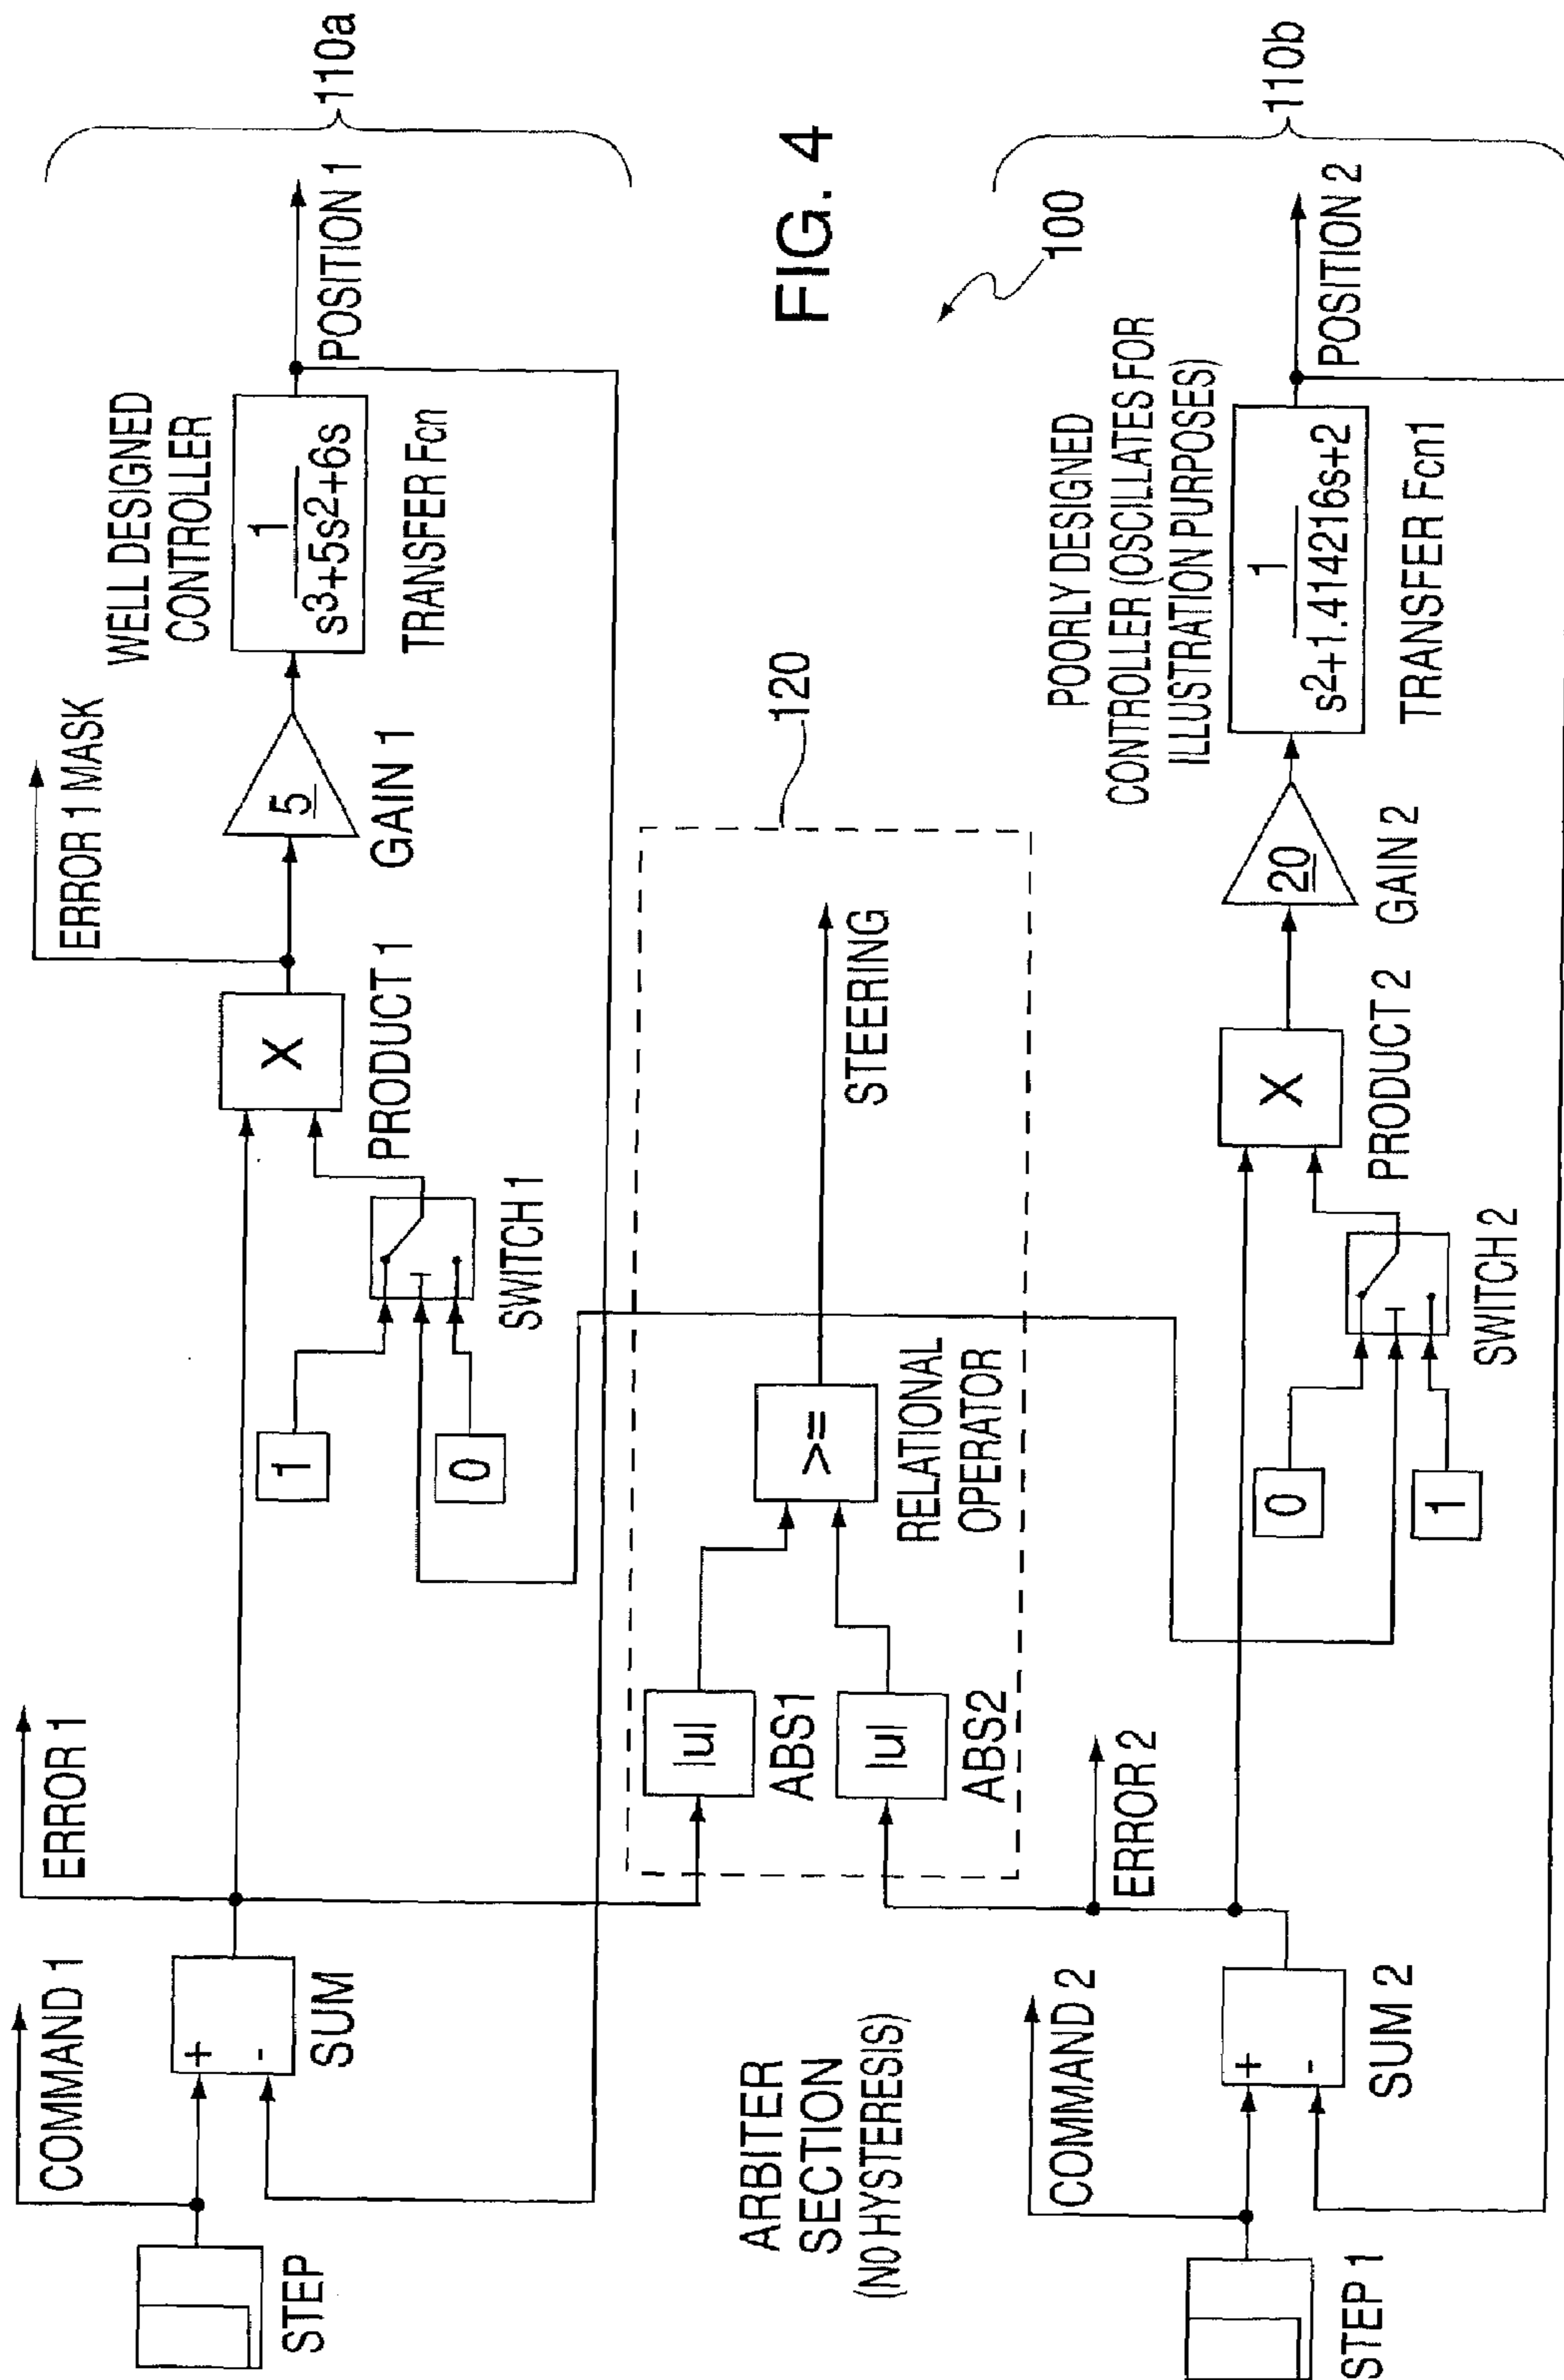 COMMAND 1
ERROR 1
ERROR 1 MASK
WELL DESIGNED
CONTROLLER
110a
STEP
+
-
SUM
1
0
SWITCH 1
X
PRODUCT 1
5
GAIN 1
1
s³+5s²+6s
TRANSFER Fcn
POSITION 1
ARBITER
SECTION
(NO HYSTERESIS)
|u|
ABS1
|u|
ABS2
>=
RELATIONAL
OPERATOR
STEERING
120
FIG. 4
100
COMMAND 2
ERROR 2
POORLY DESIGNED
CONTROLLER (OSCILLATES FOR
ILLUSTRATION PURPOSES)
110b
STEP 1
+
-
SUM 2
0
1
SWITCH 2
X
PRODUCT 2
20
GAIN 2
1
s²+1.414216s+2
TRANSFER Fcn1
POSITION 2